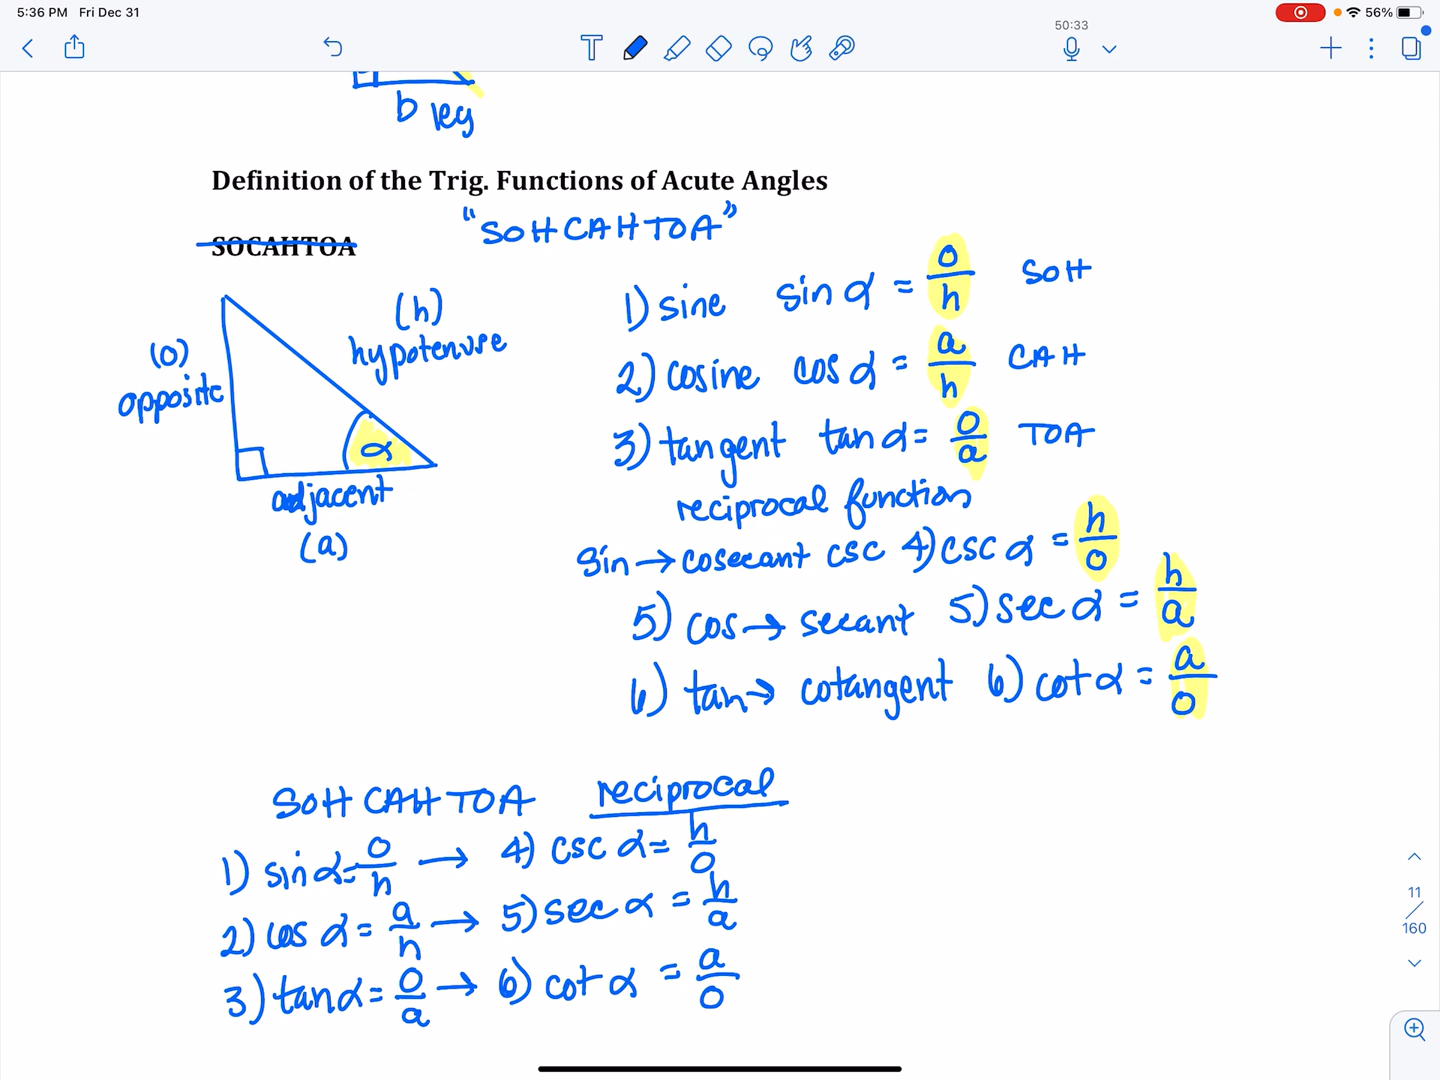 5:36 PM Fri Dec 31
56%
50:33
b leg
Definition of the Trig. Functions of Acute Angles
"SOH CAH TOA"
SOCAHTOA
(h)
hypotenuse
(o)
opposite
α
adjacent
(a)
1) sine sin α = o/h SOH
2) cosine cos α = a/h CAH
3) tangent tan α = o/a TOA
reciprocal function
sin → cosecant csc 4) csc α = h/o
5) cos → secant 5) sec α = h/a
6) tan → cotangent 6) cot α = a/o
SOH CAH TOA reciprocal
1) sin α = o/h → 4) csc α = h/o
2) cos α = a/h → 5) sec α = h/a
3) tan α = o/a → 6) cot α = a/o
11
/
160